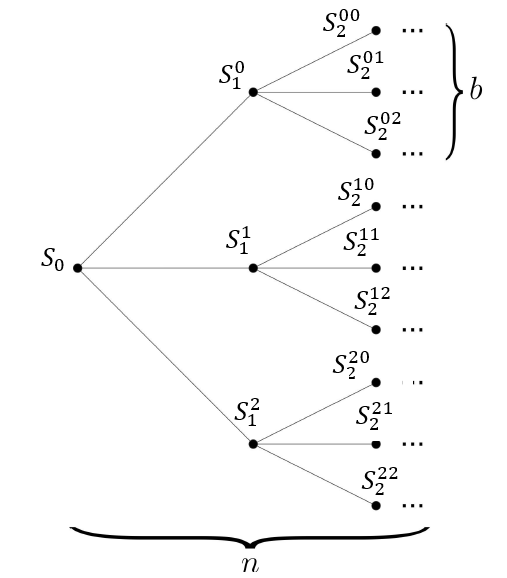 S_2^{00} ...
S_1^0 S_2^{01} ... b
S_2^{02} ...
S_2^{10} ...
S_0 S_1^1 S_2^{11} ...
S_2^{12} ...
S_2^{20} ...
S_1^2 S_2^{21} ...
S_2^{22} ...
n